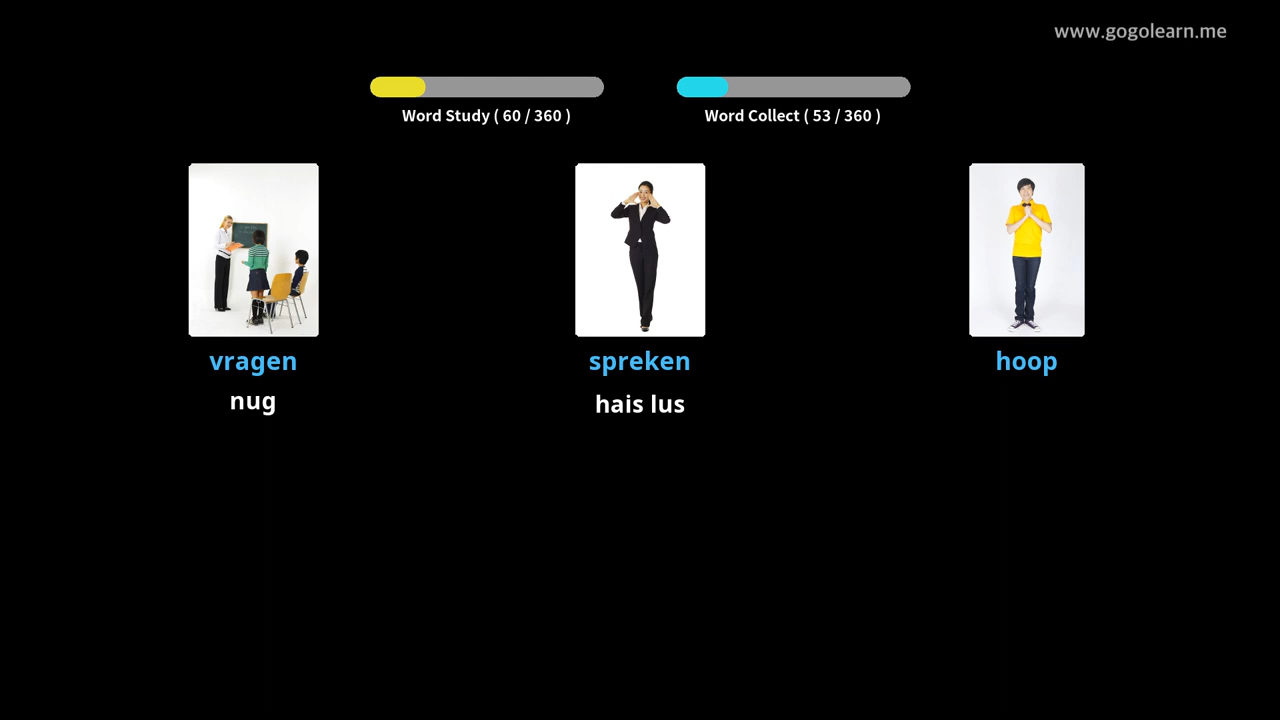 www.gogolearn.me
Word Study ( 60 / 360 )
Word Collect ( 53 / 360 )
vragen
spreken
hoop
nug
hais lus